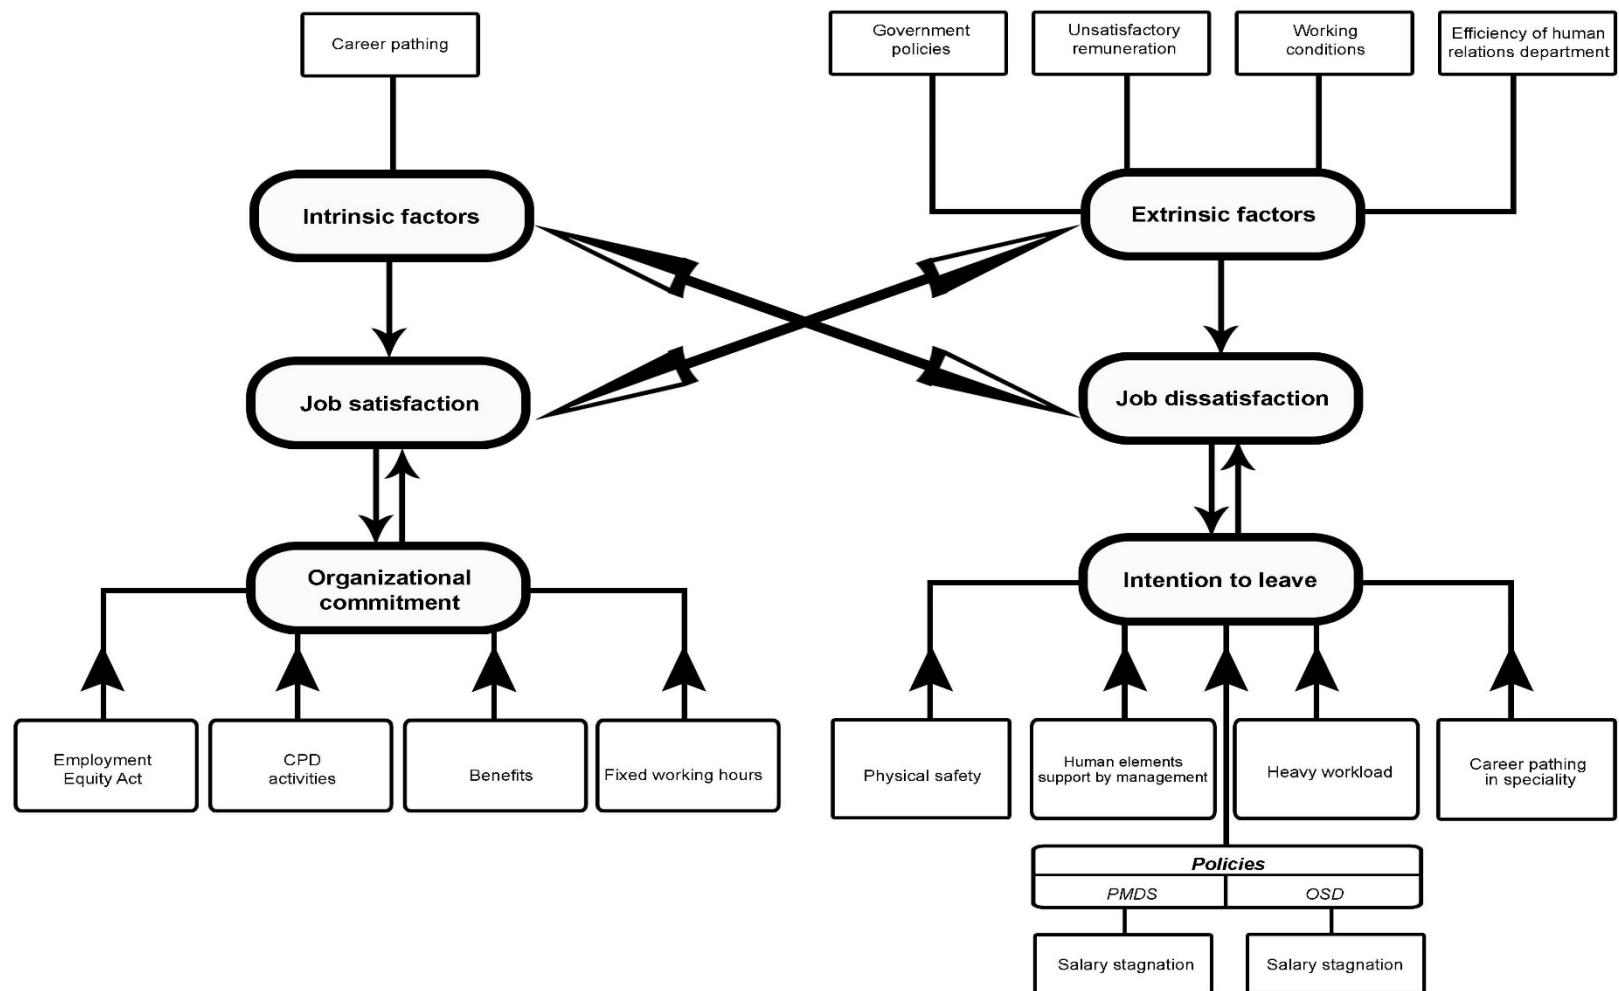 Career pathing
Government
policies
Unsatisfactory
remuneration
Working
conditions
Efficiency of human
relations department
Intrinsic factors
Extrinsic factors
Job satisfaction
Job dissatisfaction
Organizational
commitment
Intention to leave
Employment
Equity Act
CPD
activities
Benefits
Fixed working hours
Physical safety
Human elements
support by management
Heavy workload
Career pathing
in speciality
Policies
PMDS
OSD
Salary stagnation
Salary stagnation